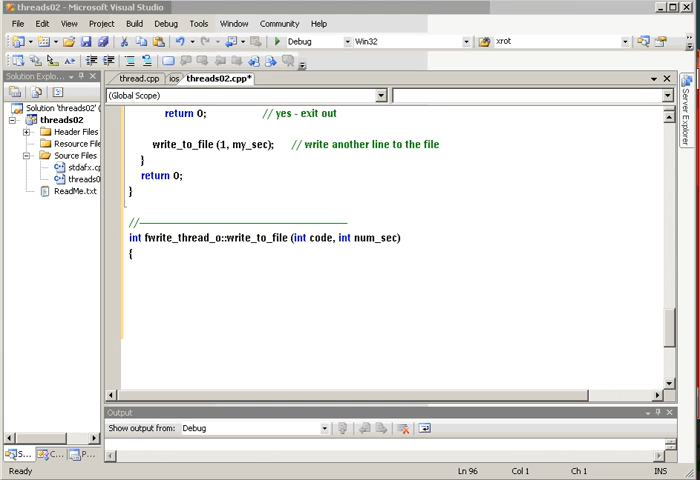 threads02 - Microsoft Visual Studio
File Edit View Project Build Debug Tools Window Community Help
Debug Win32 xrot
Solution Explo...
thread.cpp ios threads02.cpp*
(Global Scope)
Solution 'threads02' (
threads02
Header Files
Resource File
Source Files
stdafx.cp
threads0
ReadMe.txt
return 0; // yes - exit out
write_to_file (1, my_sec); // write another line to the file
}
return 0;
}
//
int fwrite_thread_o::write_to_file (int code, int num_sec)
{
Server Explorer
Output
Show output from: Debug
S... C... P...
Ready Ln 96 Col 1 Ch 1 INS